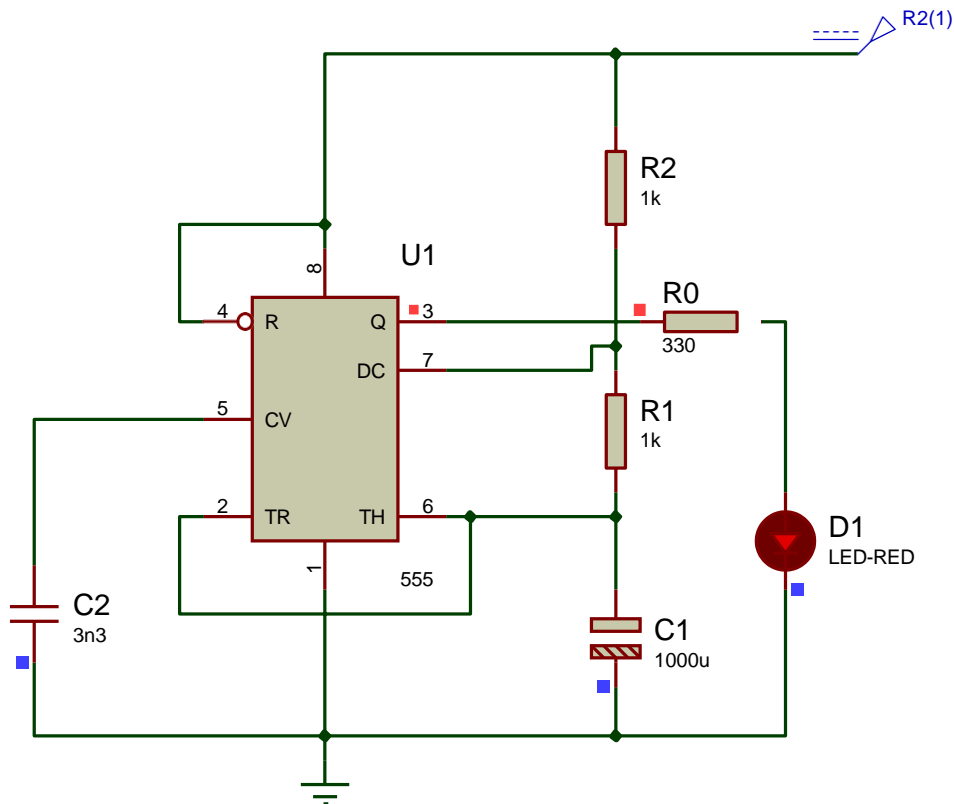 R2(1)
R2
1k
U1
8
4
R
Q
3
R0
330
DC
7
5
CV
R1
1k
2
TR
TH
6
1
555
D1
LED-RED
C2
3n3
C1
1000u